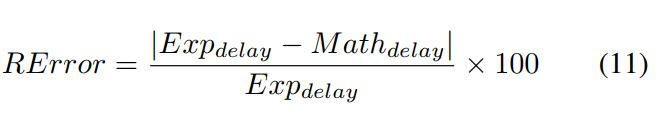 RError = |Exp_delay − Math_delay| / Exp_delay × 100 (11)